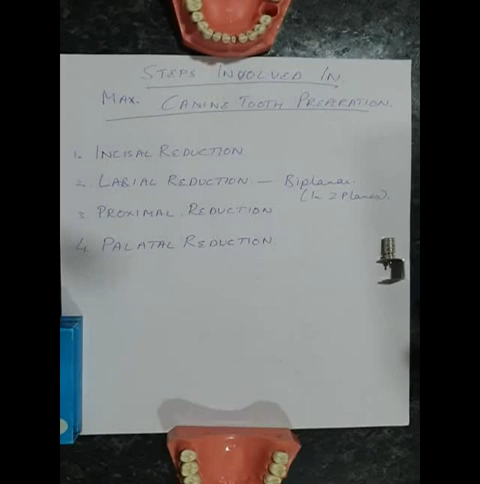 STEPS INVOLVED IN
MAX. CANINE TOOTH PREPERATION.
1. INCISAL REDUCTION
2. LABIAL REDUCTION — Biplanar.
(In 2 Planes).
3. PROXIMAL REDUCTION
4. PALATAL REDUCTION.